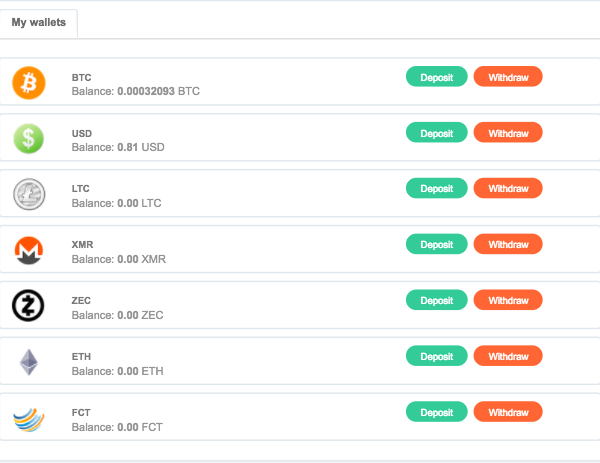 My wallets
BTC
Balance: 0.00032093 BTC
Deposit Withdraw
USD
Balance: 0.81 USD
Deposit Withdraw
LTC
Balance: 0.00 LTC
Deposit Withdraw
XMR
Balance: 0.00 XMR
Deposit Withdraw
ZEC
Balance: 0.00 ZEC
Deposit Withdraw
ETH
Balance: 0.00 ETH
Deposit Withdraw
FCT
Balance: 0.00 FCT
Deposit Withdraw